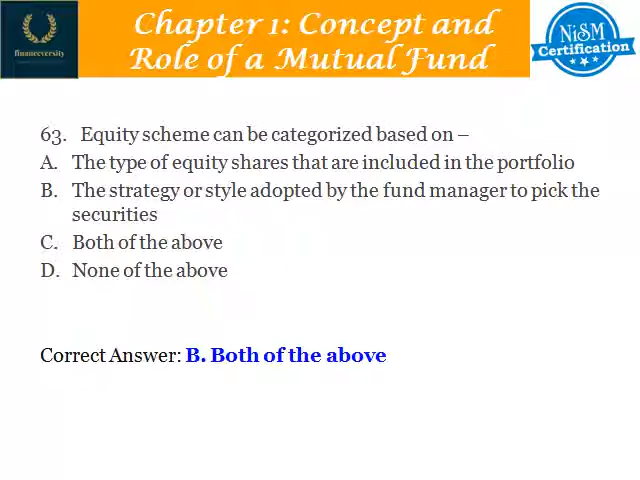 financversity
Chapter 1: Concept and
Role of a Mutual Fund
NiSM
Certification
63. Equity scheme can be categorized based on –
A. The type of equity shares that are included in the portfolio
B. The strategy or style adopted by the fund manager to pick the
securities
C. Both of the above
D. None of the above
Correct Answer: B. Both of the above